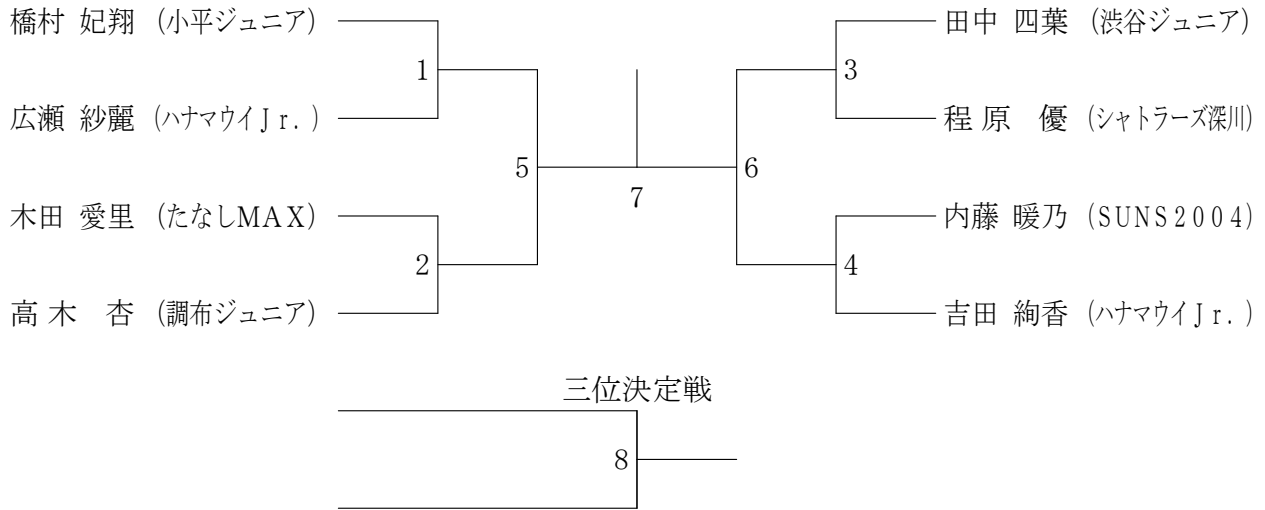 橋村 妃翔 (小平ジュニア)
1
広瀬 紗麗 (ハナマウイJr.)
5
木田 愛里 (たなしMAX)
2
高木 杏 (調布ジュニア)
7
田中 四葉 (渋谷ジュニア)
3
程原 優 (シャトラーズ深川)
6
内藤 暖乃 (SUNS2004)
4
吉田 絢香 (ハナマウイJr.)
三位決定戦
8